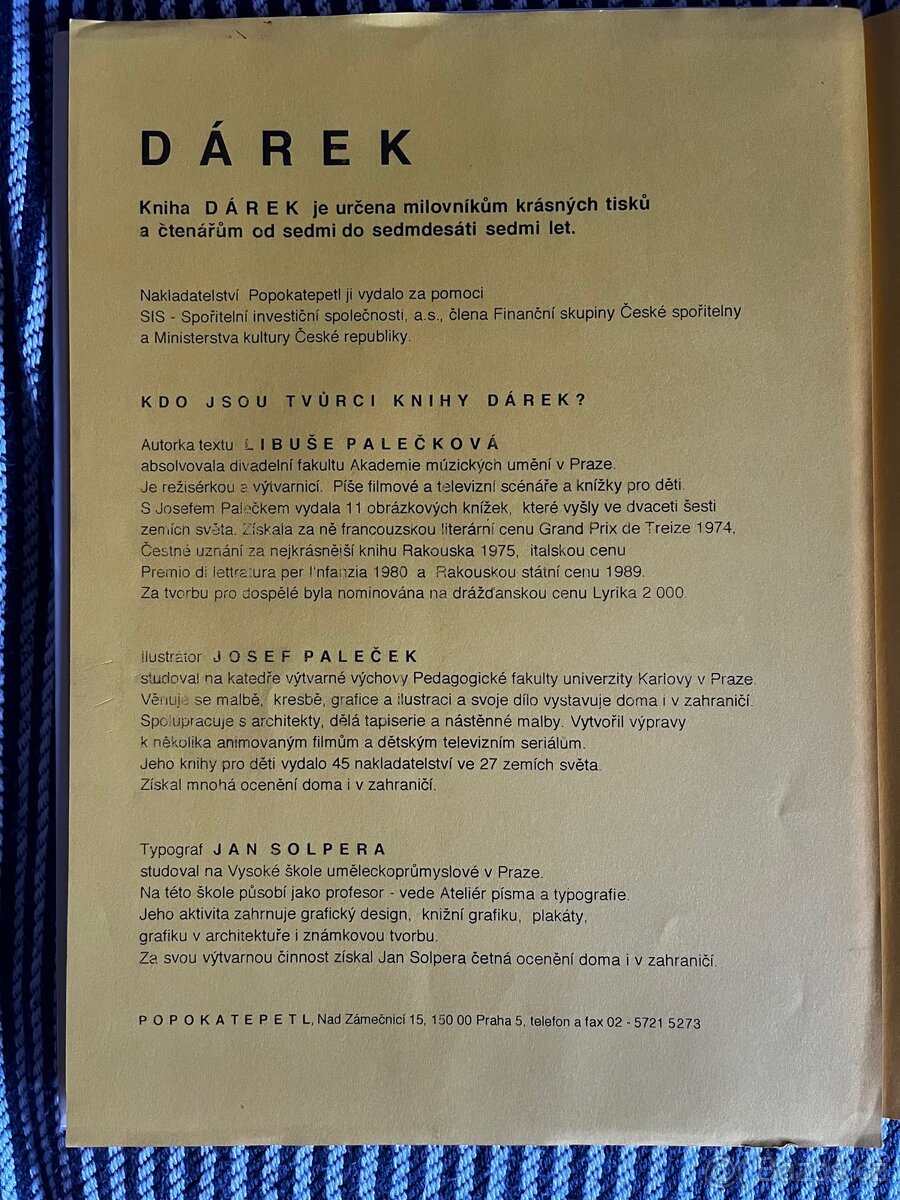 DÁREK
Kniha DÁREK je určena milovníkům krásných tisků
a čtenářům od sedmi do sedmdesáti sedmi let.
Nakladatelství Popokatepetl ji vydalo za pomoci
SIS - Spořitelní investiční společnosti, a.s., člena Finanční skupiny České spořitelny
a Ministerstva kultury České republiky.
KDO JSOU TVŮRCI KNIHY DÁREK?
Autorka textu LIBUŠE PALEČKOVÁ
absolvovala divadelní fakultu Akademie múzických umění v Praze.
Je režisérkou a výtvarnicí. Píše filmové a televizní scénáře a knížky pro děti.
S Josefem Palečkem vydala 11 obrázkových knížek, které vyšly ve dvaceti šesti
zemích světa. Získala za ně francouzskou literární cenu Grand Prix de Treize 1974,
Čestné uznání za nejkrásnější knihu Rakouska 1975, italskou cenu
Premio di lettratura per l'nfanzia 1980 a Rakouskou státní cenu 1989.
Za tvorbu pro dospělé byla nominována na drážďanskou cenu Lyrika 2 000.
Ilustrátor JOSEF PALEČEK
studoval na katedře výtvarné výchovy Pedagogické fakulty univerzity Karlovy v Praze.
Věnuje se malbě, kresbě, grafice a ilustraci a svoje dílo vystavuje doma i v zahraničí.
Spolupracuje s architekty, dělá tapiserie a nástěnné malby. Vytvořil výpravy
k několika animovaným filmům a dětským televizním seriálům.
Jeho knihy pro děti vydalo 45 nakladatelství ve 27 zemích světa.
Získal mnohá ocenění doma i v zahraničí.
Typograf JAN SOLPERA
studoval na Vysoké škole uměleckoprůmyslové v Praze.
Na této škole působí jako profesor - vede Ateliér písma a typografie.
Jeho aktivita zahrnuje grafický design, knižní grafiku, plakáty,
grafiku v architektuře i známkovou tvorbu.
Za svou výtvarnou činnost získal Jan Solpera četná ocenění doma i v zahraničí.
POPOKATEPETL, Nad Zámečnicí 15, 150 00 Praha 5, telefon a fax 02 - 5721 5273